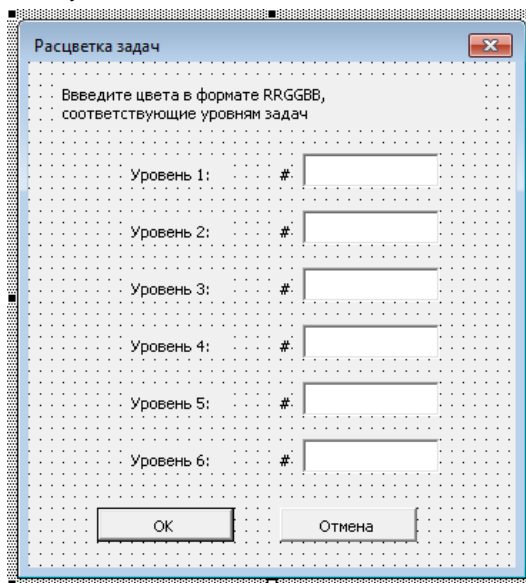 Расцветка задач
Ввведите цвета в формате RRGGBB,
соответствующие уровням задач
Уровень 1: #
Уровень 2: #
Уровень 3: #
Уровень 4: #
Уровень 5: #
Уровень 6: #
ОК Отмена